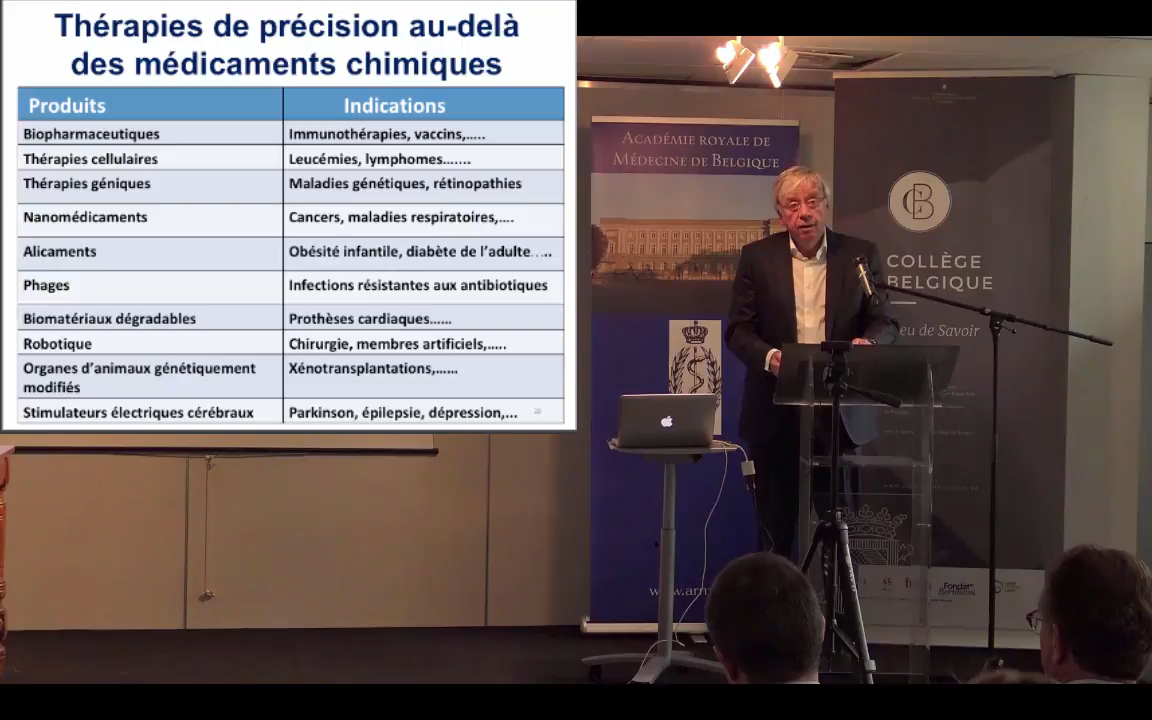 Thérapies de précision au-delà
des médicaments chimiques
Produits Indications
Biopharmaceutiques Immunothérapies, vaccins,.....
Thérapies cellulaires Leucémies, lymphomes.......
Thérapies géniques Maladies génétiques, rétinopathies
Nanomédicaments Cancers, maladies respiratoires,....
Alicaments Obésité infantile, diabète de l'adulte.....
Phages Infections résistantes aux antibiotiques
Biomatériaux dégradables Prothèses cardiaques......
Robotique Chirurgie, membres artificiels,.....
Organes d'animaux génétiquement Xénotransplantations,......
modifiés
Stimulateurs électriques cérébraux Parkinson, épilepsie, dépression,...
Académie royale de
Médecine de Belgique
CB
COLLÈGE
BELGIQUE
de Savoir
Fondation